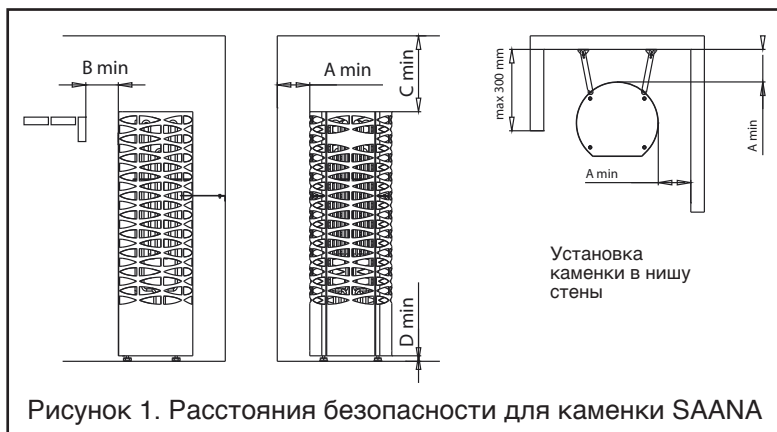 B min
A min
C min
D min
max 300 mm
A min
A min
Установка
каменки в нишу
стены
Рисунок 1. Расстояния безопасности для каменки SAANA